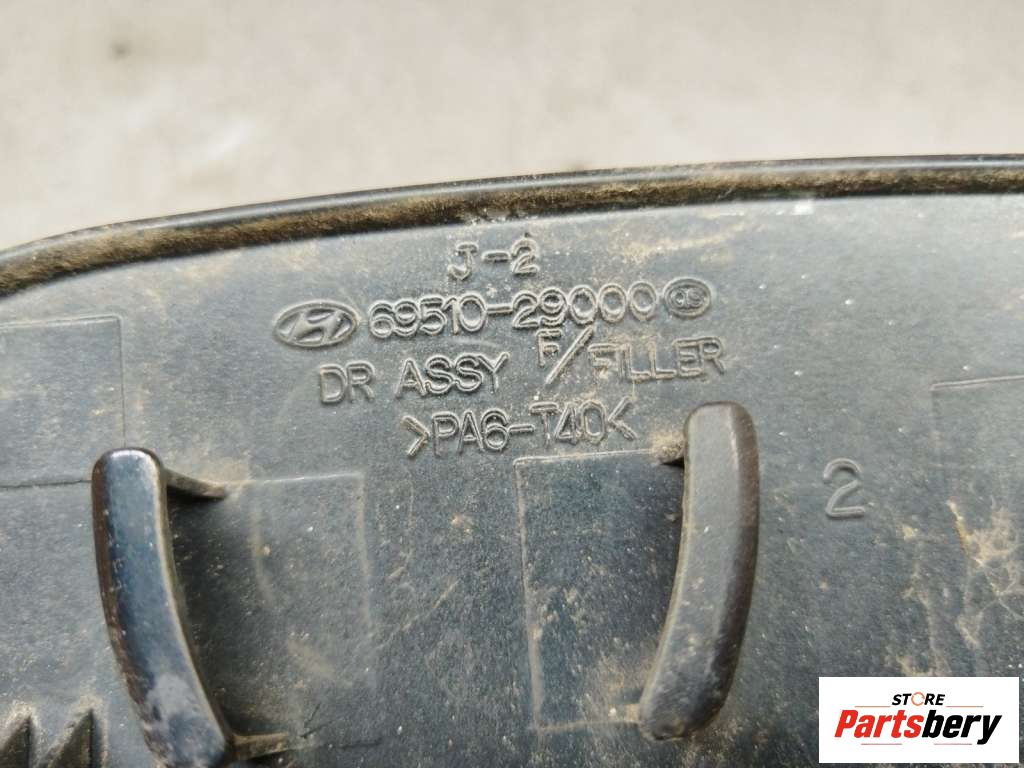 J-2
69510-29000
DR ASSY F/FILLER
>PA6-T40<
2
STORE
Partsbery